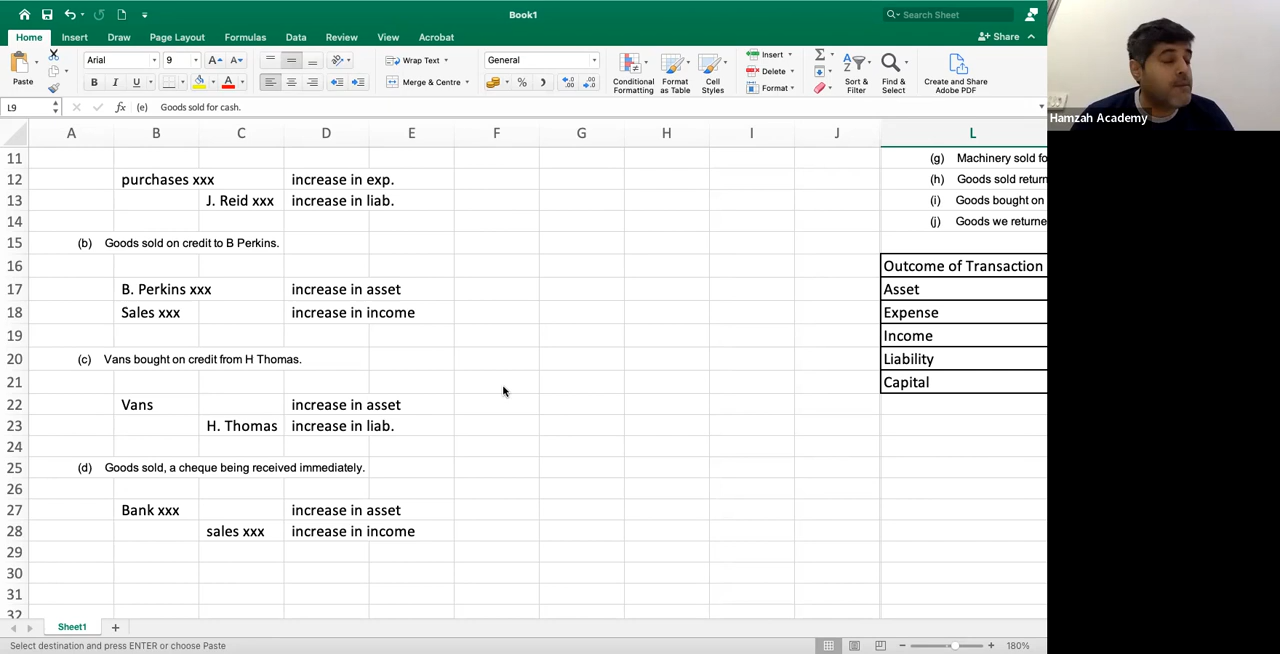 Book1
Search Sheet
Home Insert Draw Page Layout Formulas Data Review View Acrobat Share
Paste Arial 9 Wrap Text General Insert
B I U Merge & Centre % Delete
Conditional Formatting Format as Table Cell Styles Format Sort & Filter Find & Select Create and Share Adobe PDF
L9 fx (e) Goods sold for cash.
A B C D E F G H I J L
11 (g) Machinery sold fo
12 purchases xxx increase in exp. (h) Goods sold return
13 J. Reid xxx increase in liab. (i) Goods bought on
14 (j) Goods we returne
15 (b) Goods sold on credit to B Perkins.
16 Outcome of Transaction
17 B. Perkins xxx increase in asset Asset
18 Sales xxx increase in income Expense
19 Income
20 (c) Vans bought on credit from H Thomas. Liability
21 Capital
22 Vans increase in asset
23 H. Thomas increase in liab.
24
25 (d) Goods sold, a cheque being received immediately.
26
27 Bank xxx increase in asset
28 sales xxx increase in income
29
30
31
32
Sheet1
Select destination and press ENTER or choose Paste 180%
Hamzah Academy